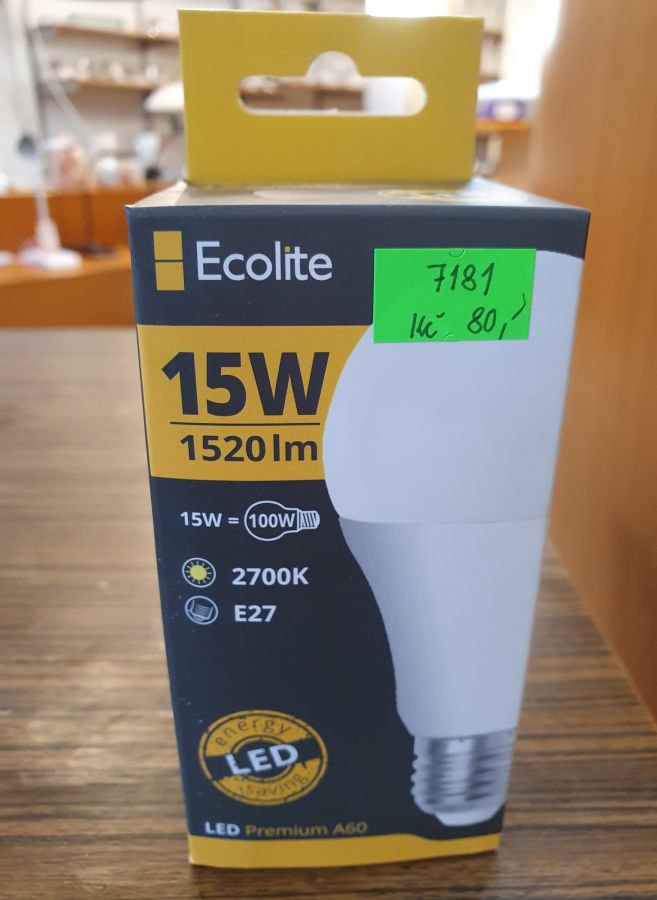 Ecolite
7181
Kč 80,-
15W
1520 lm
15W = 100W
2700K
E27
energy
LED
saving
LED Premium A60